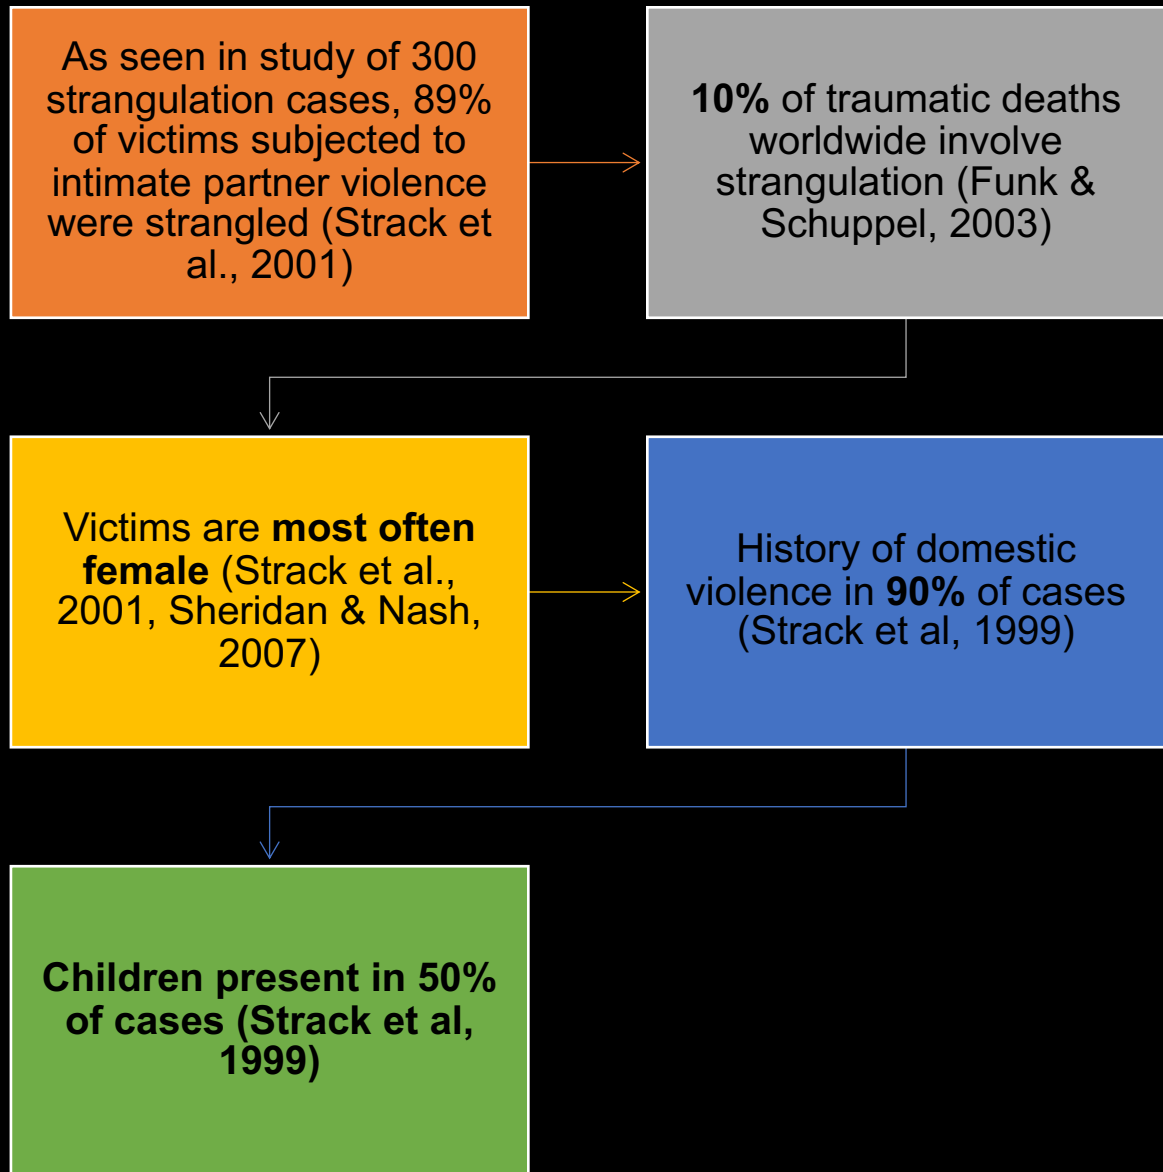 As seen in study of 300
strangulation cases, 89%
of victims subjected to
intimate partner violence
were strangled (Strack et
al., 2001)
10% of traumatic deaths
worldwide involve
strangulation (Funk &
Schuppel, 2003)
Victims are most often
female (Strack et al.,
2001, Sheridan & Nash,
2007)
History of domestic
violence in 90% of cases
(Strack et al, 1999)
Children present in 50%
of cases (Strack et al,
1999)